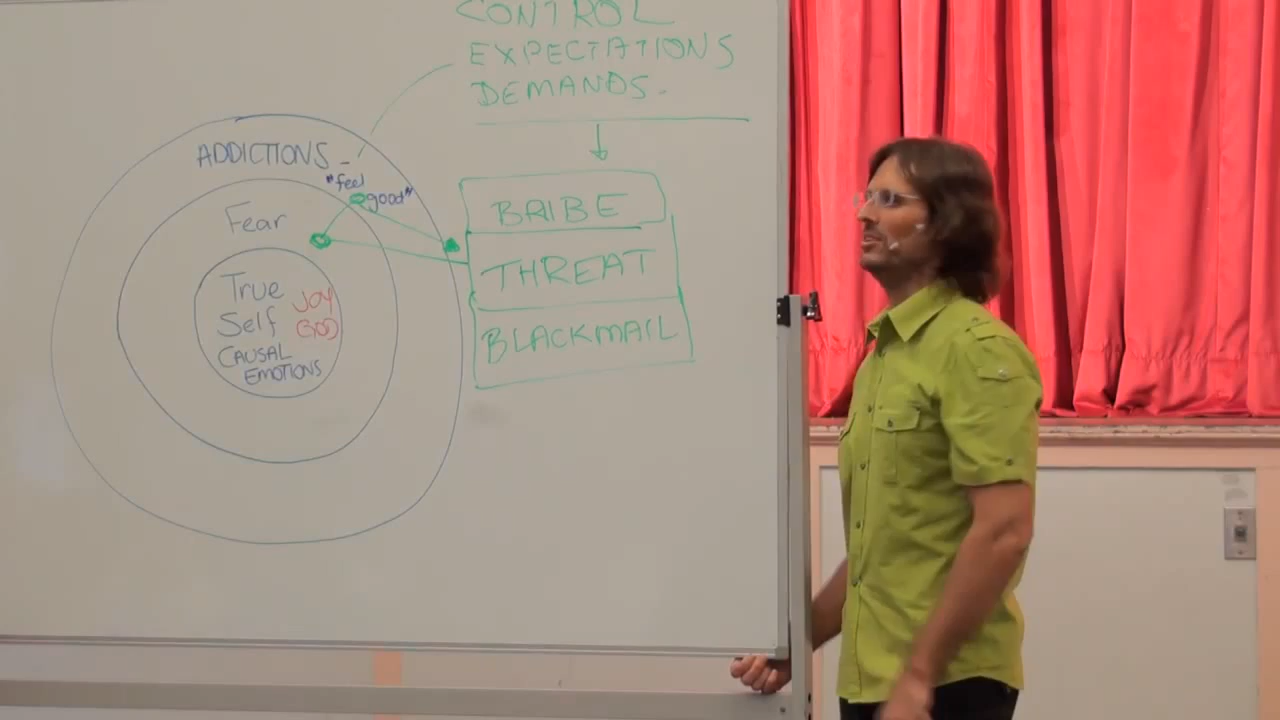 CONTROL
EXPECTATIONS
DEMANDS.
ADDICTIONS -
"feel
good"
Fear
True
Self
JOY
GOD
CAUSAL
EMOTIONS
BRIBE
THREAT
BLACKMAIL